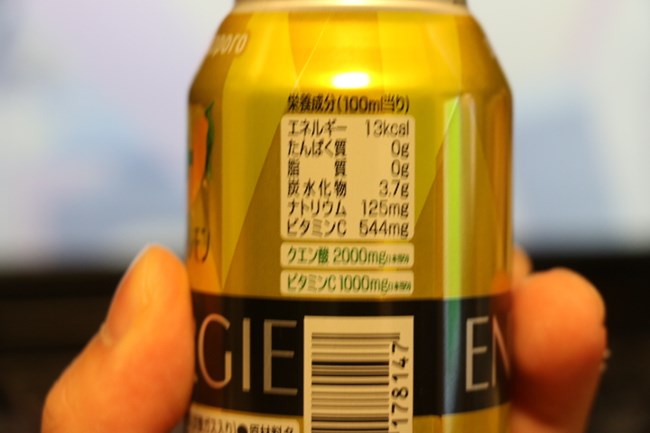 pporo
栄養成分(100ml当り)
エネルギー 13kcal
たんぱく質 0g
脂質 0g
炭水化物 3.7g
ナトリウム 125mg
ビタミンC 544mg
クエン酸 2000mg
ビタミンC 1000mg
GIE
EN
178147